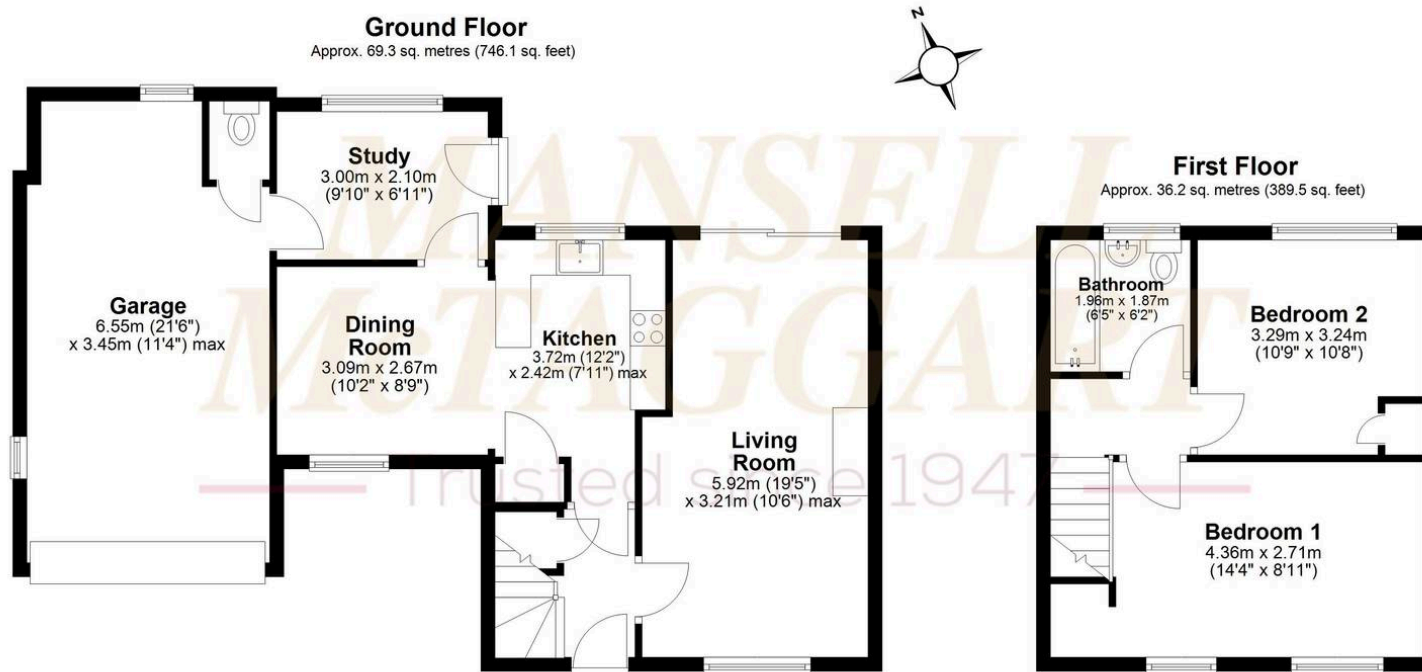 Ground Floor
Approx. 69.3 sq. metres (746.1 sq. feet)
N
Study
3.00m x 2.10m
(9'10" x 6'11")
First Floor
Approx. 36.2 sq. metres (389.5 sq. feet)
MANSELL
McTAGGART
Trusted since 1947
Garage
6.55m (21'6")
x 3.45m (11'4") max
Dining
Room
3.09m x 2.67m
(10'2" x 8'9")
Kitchen
3.72m (12'2")
x 2.42m (7'11") max
Living
Room
5.92m (19'5")
x 3.21m (10'6") max
Bathroom
1.96m x 1.87m
(6'5" x 6'2")
Bedroom 2
3.29m x 3.24m
(10'9" x 10'8")
Bedroom 1
4.36m x 2.71m
(14'4" x 8'11")